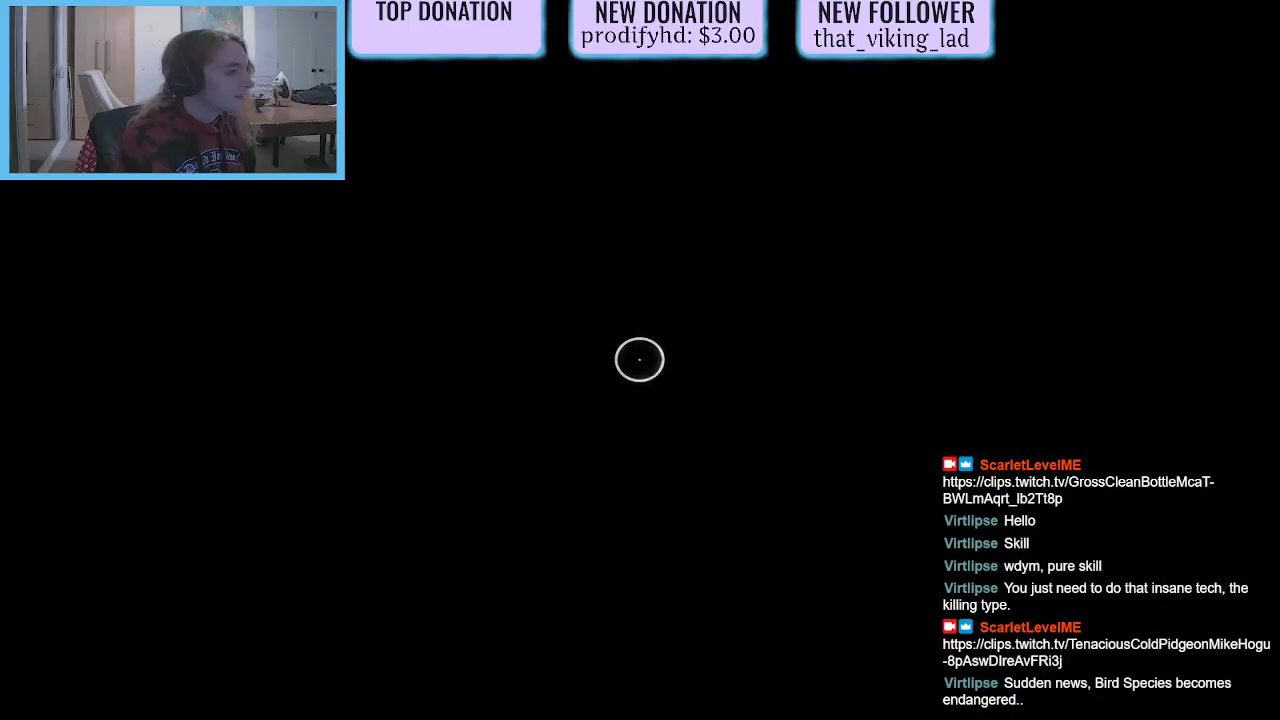 TOP DONATION
NEW DONATION
prodifyhd: $3.00
NEW FOLLOWER
that_viking_lad
ScarletLevelME
https://clips.twitch.tv/GrossCleanBottleMcaT-
BWLmAqrt_lb2Tt8p
Virtlipse Hello
Virtlipse Skill
Virtlipse wdym, pure skill
Virtlipse You just need to do that insane tech, the
killing type.
ScarletLevelME
https://clips.twitch.tv/TenaciousColdPidgeonMikeHogu
-8pAswDIreAvFRi3j
Virtlipse Sudden news, Bird Species becomes
endangered..